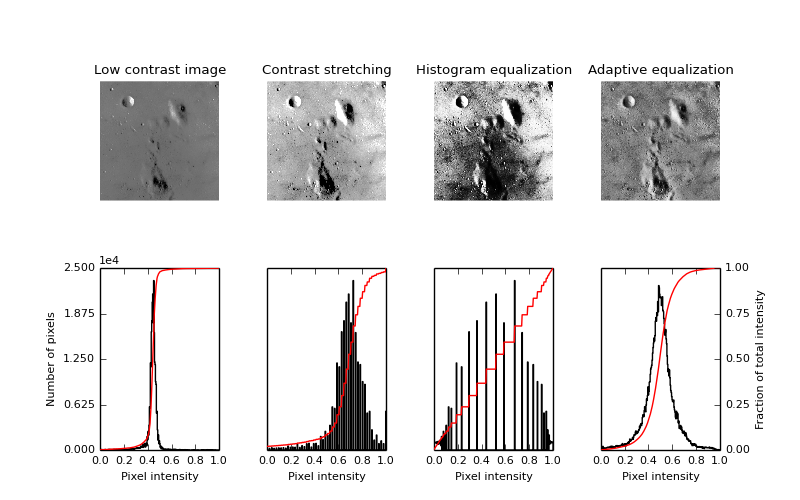 Low contrast image
Contrast stretching
Histogram equalization
Adaptive equalization
1e4
2.500
1.875
1.250
0.625
0.000
Number of pixels
0.0 0.2 0.4 0.6 0.8 1.0
Pixel intensity
0.0 0.2 0.4 0.6 0.8 1.0
Pixel intensity
0.0 0.2 0.4 0.6 0.8 1.0
Pixel intensity
0.0 0.2 0.4 0.6 0.8 1.0
Pixel intensity
1.00
0.75
0.50
0.25
0.00
Fraction of total intensity